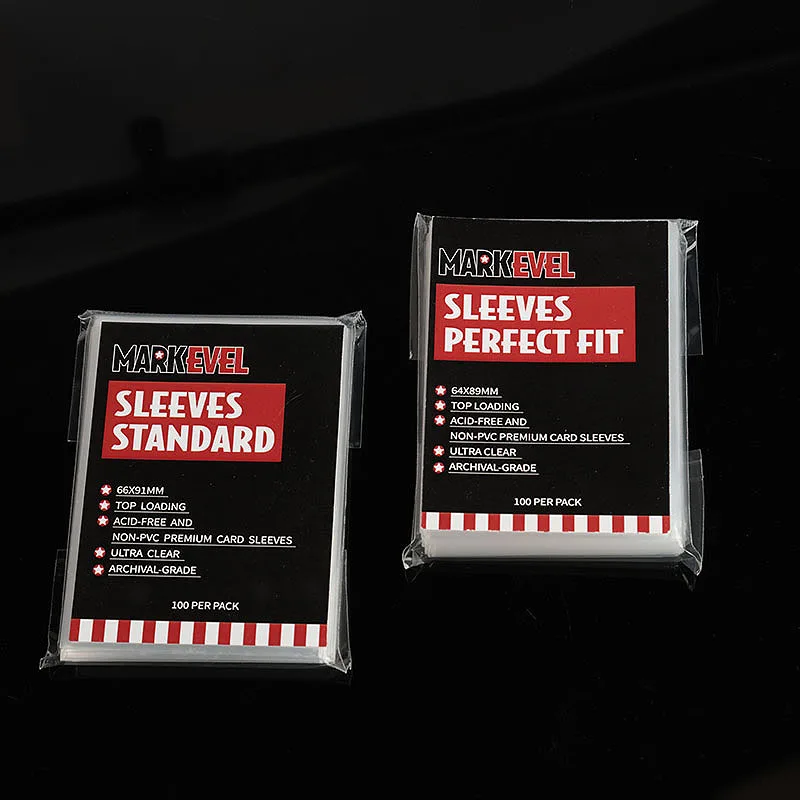 MARKEVEL
SLEEVES
STANDARD
66X91MM
TOP LOADING
ACID-FREE AND
NON-PVC PREMIUM CARD SLEEVES
ULTRA CLEAR
ARCHIVAL-GRADE
100 PER PACK
MARKEVEL
SLEEVES
PERFECT FIT
64X89MM
TOP LOADING
ACID-FREE AND
NON-PVC PREMIUM CARD SLEEVES
ULTRA CLEAR
ARCHIVAL-GRADE
100 PER PACK